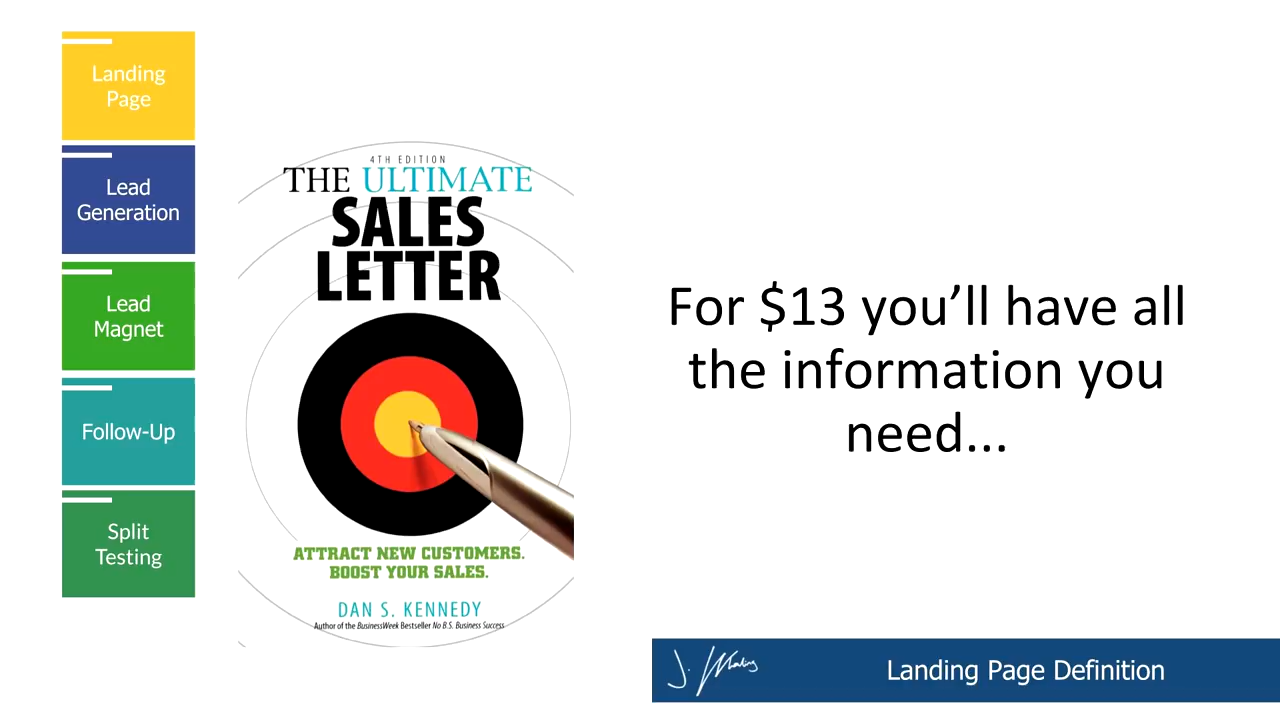 Landing
Page
Lead
Generation
Lead
Magnet
Follow-Up
Split
Testing
4TH EDITION
THE ULTIMATE
SALES
LETTER
ATTRACT NEW CUSTOMERS.
BOOST YOUR SALES.
DAN S. KENNEDY
Author of the BusinessWeek Bestseller No B.S. Business Success
For $13 you’ll have all
the information you
need...
Landing Page Definition